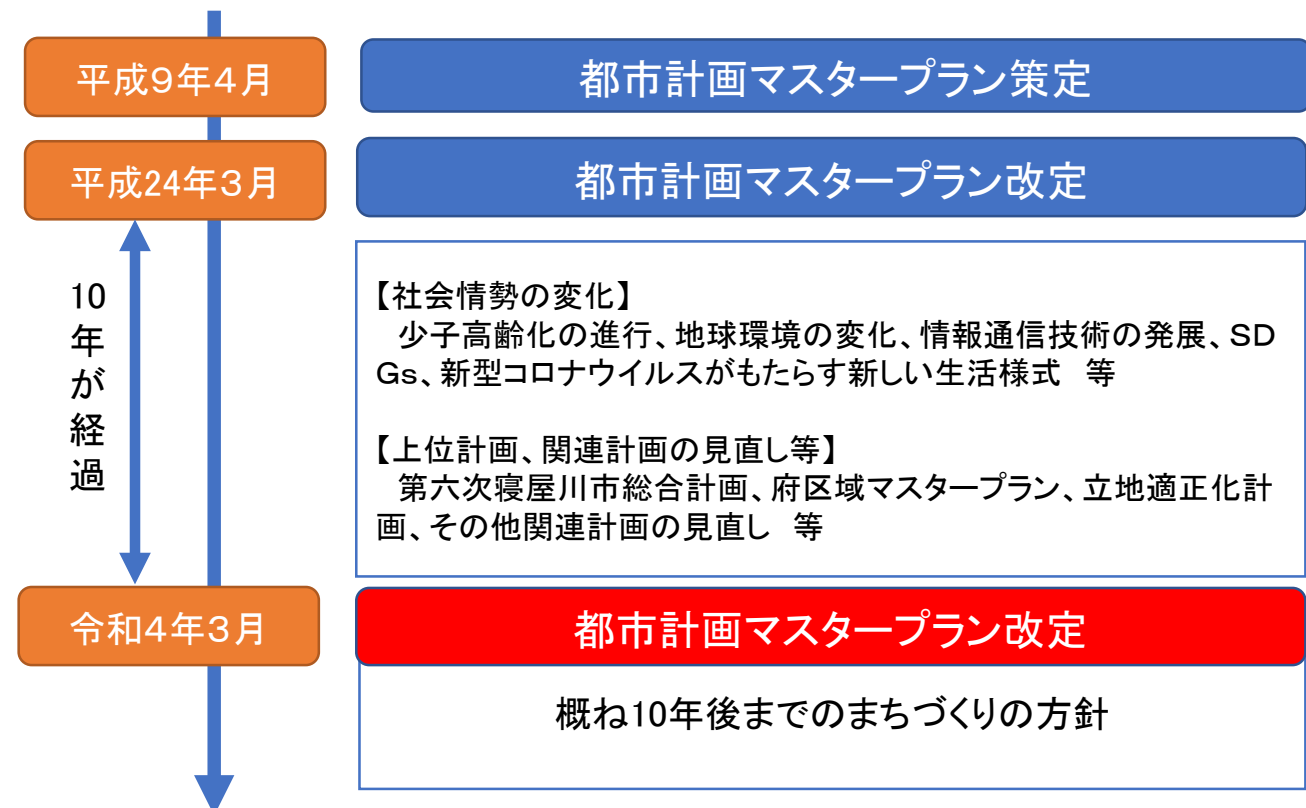 平成９年４月
都市計画マスタープラン策定
平成24年３月
都市計画マスタープラン改定
10年が経過
【社会情勢の変化】
少子高齢化の進行、地球環境の変化、情報通信技術の発展、ＳＤ
Ｇｓ、新型コロナウイルスがもたらす新しい生活様式　等
【上位計画、関連計画の見直し等】
第六次寝屋川市総合計画、府区域マスタープラン、立地適正化計
画、その他関連計画の見直し　等
令和４年３月
都市計画マスタープラン改定
概ね10年後までのまちづくりの方針